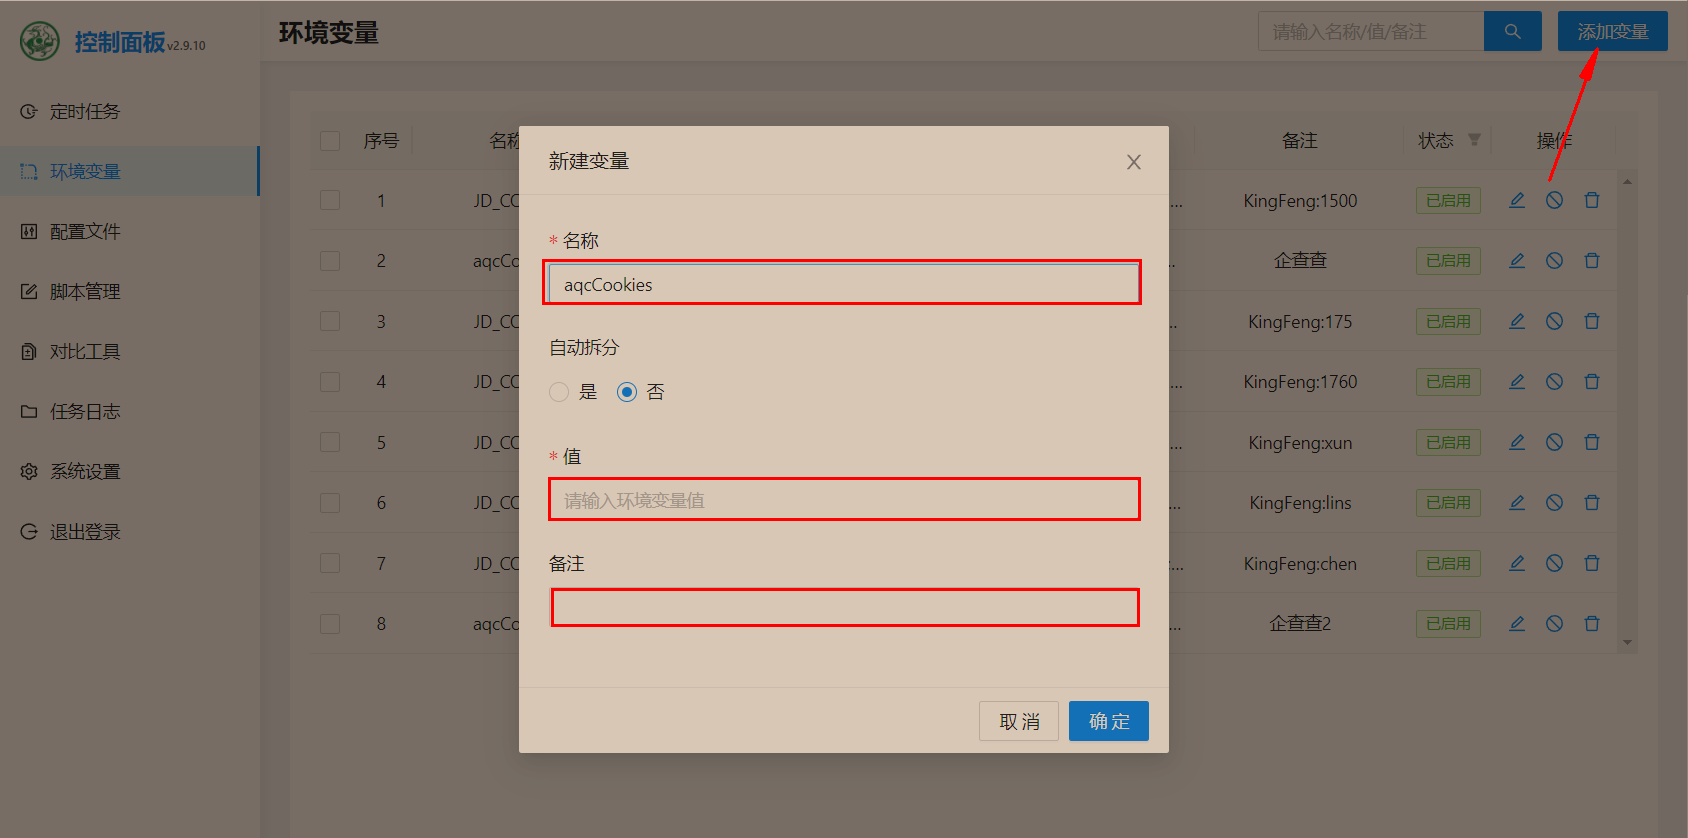 控制面板 v2.9.10
定时任务
环境变量
配置文件
脚本管理
对比工具
任务日志
系统设置
退出登录
环境变量
请输入名称/值/备注
添加变量
序号 名称 备注 状态 操作
1 JD_CO ... KingFeng:1500 已启用
2 aqcCo .. 企查查 已启用
3 JD_CO .. KingFeng:175 已启用
4 JD_CO ... KingFeng:1760 已启用
5 JD_CO ... KingFeng:xun 已启用
6 JD_CO ... KingFeng:lins 已启用
7 JD_CO :... KingFeng:chen 已启用
8 aqcCo ... 企查查2 已启用
新建变量
* 名称
aqcCookies
自动拆分
是 否
* 值
请输入环境变量值
备注
取 消 确 定